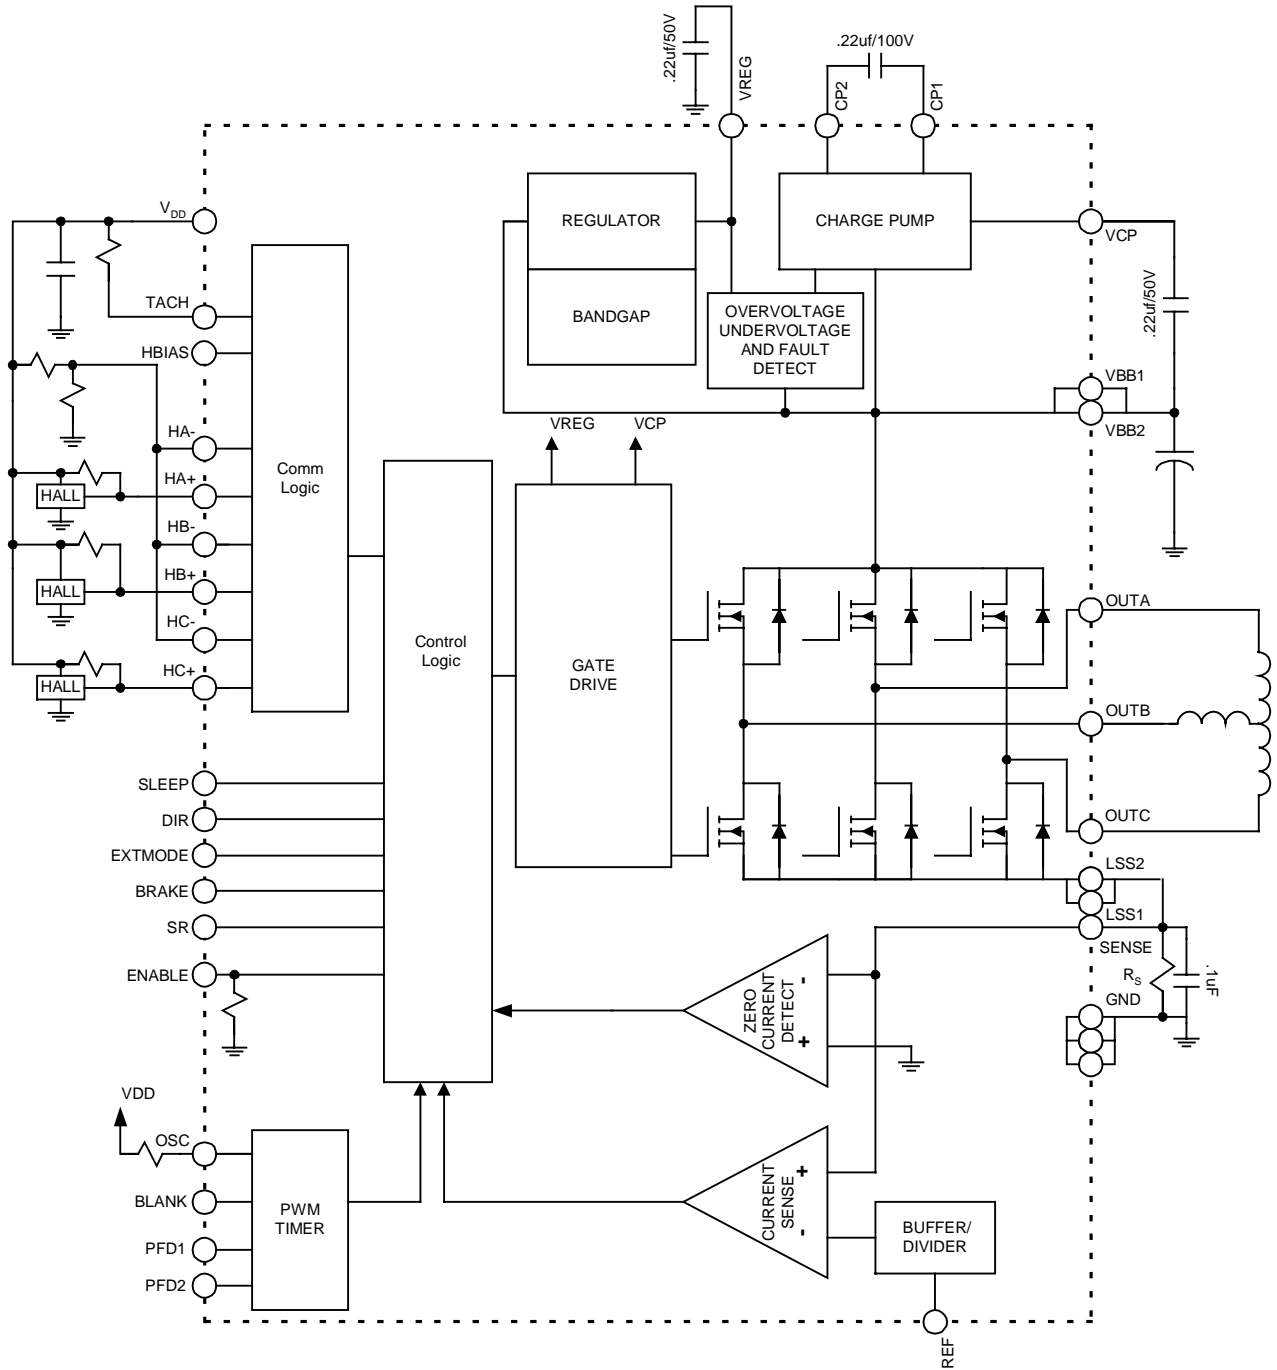 .22uf/50V
VREG
.22uf/100V
CP2
CP1
VDD
REGULATOR
CHARGE PUMP
VCP
.22uf/50V
TACH
BANDGAP
OVERVOLTAGE
UNDERVOLTAGE
AND FAULT
DETECT
HBIAS
VBB1
VBB2
VREG
VCP
HA-
Comm
Logic
HALL
HA+
HB-
HALL
HB+
OUTA
HC-
Control
Logic
GATE
DRIVE
HALL
HC+
OUTB
SLEEP
DIR
OUTC
EXTMODE
LSS2
BRAKE
LSS1
SR
SENSE
ENABLE
ZERO
CURRENT
DETECT
-
+
RS
.1uF
GND
VDD
OSC
BLANK
PWM
TIMER
CURRENT
SENSE
+
-
BUFFER/
DIVIDER
PFD1
PFD2
REF